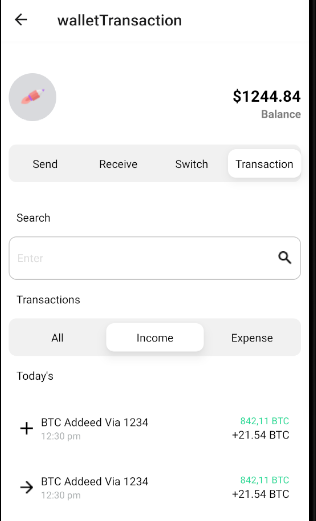 walletTransaction
$1244.84
Balance
Send Receive Switch Transaction
Search
Enter
Transactions
All Income Expense
Today's
BTC Addeed Via 1234 842,11 BTC
12:30 pm +21.54 BTC
BTC Addeed Via 1234 842,11 BTC
12:30 pm +21.54 BTC